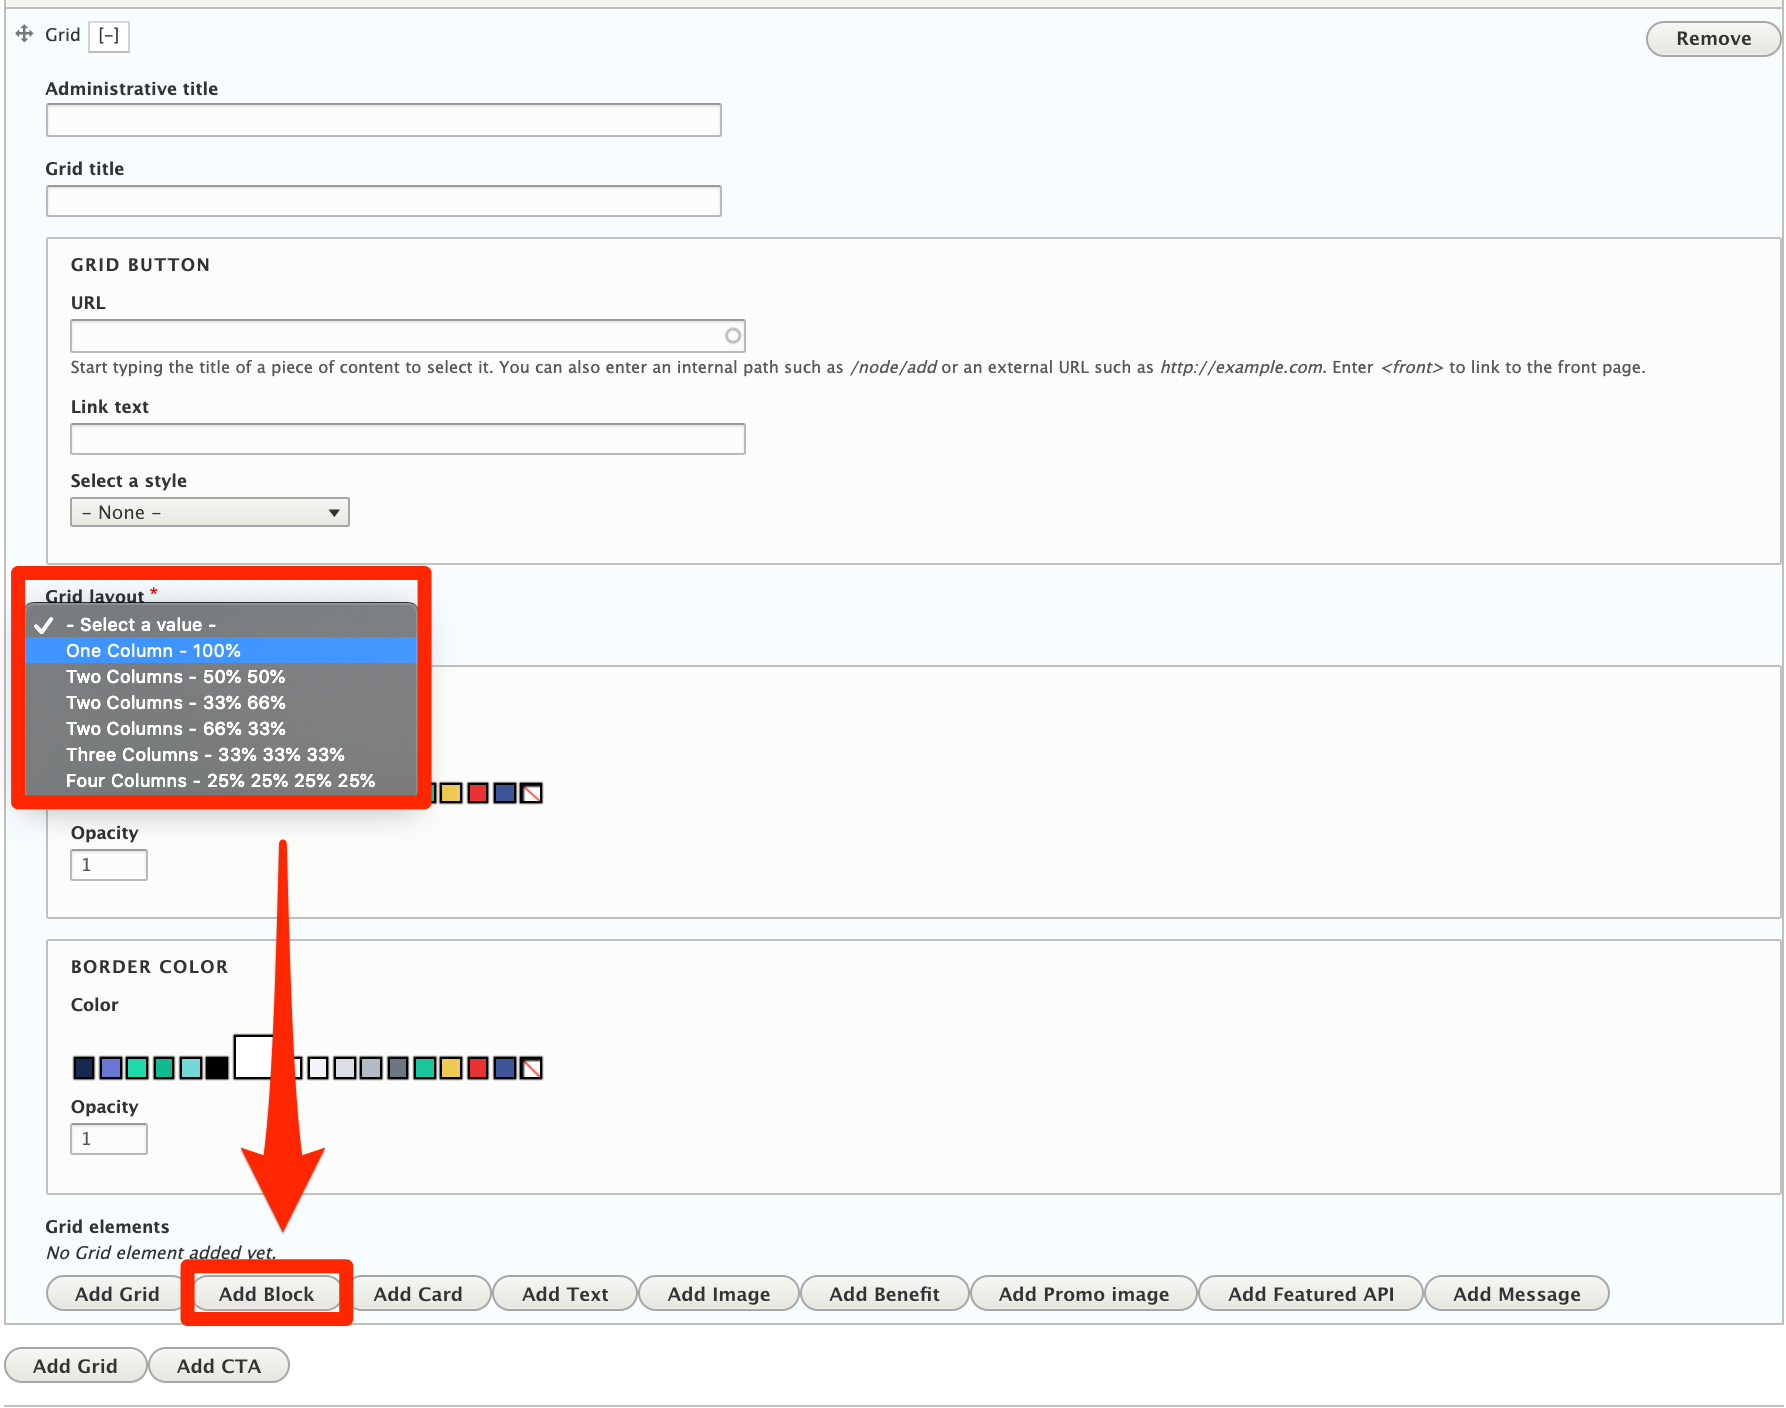 Grid [–]
Remove
Administrative title
Grid title
GRID BUTTON
URL
Start typing the title of a piece of content to select it. You can also enter an internal path such as /node/add or an external URL such as http://example.com. Enter <front> to link to the front page.
Link text
Select a style
– None –
Grid layout *
- Select a value -
One Column - 100%
Two Columns - 50% 50%
Two Columns - 33% 66%
Two Columns - 66% 33%
Three Columns - 33% 33% 33%
Four Columns - 25% 25% 25% 25%
Opacity
1
BORDER COLOR
Color
Opacity
1
Grid elements
No Grid element added yet.
Add Grid Add Block Add Card Add Text Add Image Add Benefit Add Promo image Add Featured API Add Message
Add Grid Add CTA